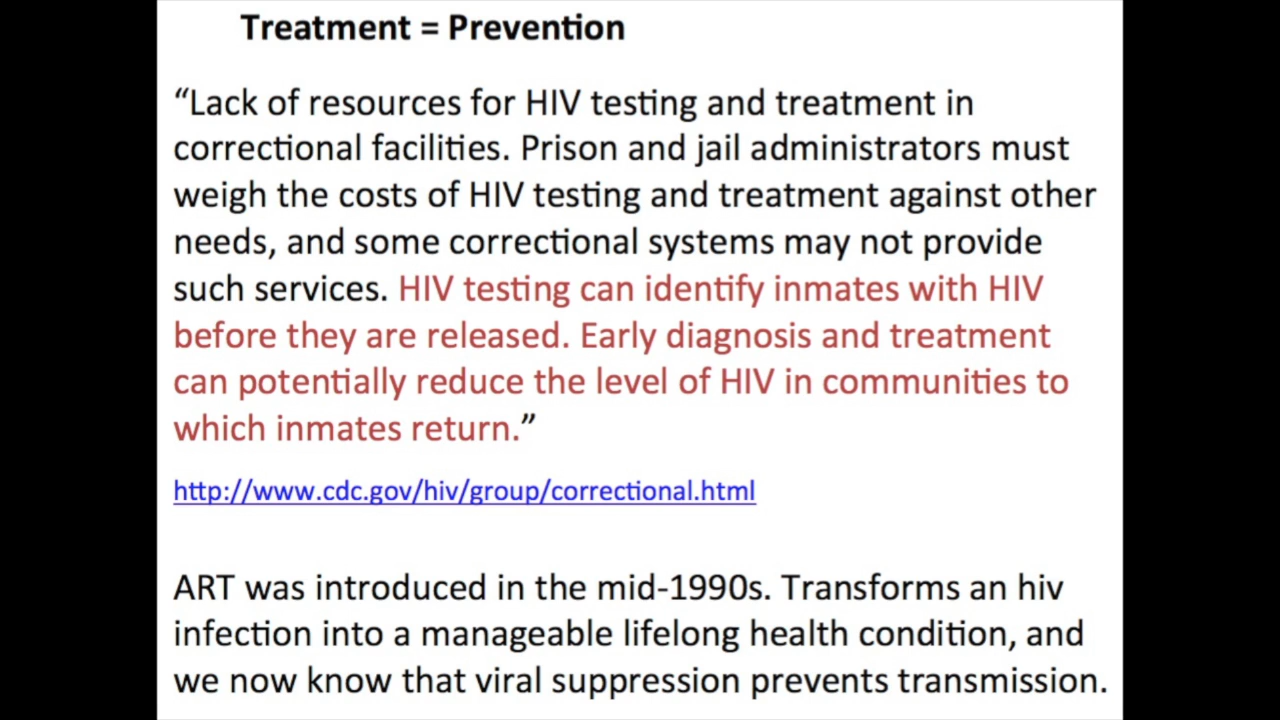 Treatment = Prevention
“Lack of resources for HIV testing and treatment in
correctional facilities. Prison and jail administrators must
weigh the costs of HIV testing and treatment against other
needs, and some correctional systems may not provide
such services. HIV testing can identify inmates with HIV
before they are released. Early diagnosis and treatment
can potentially reduce the level of HIV in communities to
which inmates return.”
http://www.cdc.gov/hiv/group/correctional.html
ART was introduced in the mid-1990s. Transforms an hiv
infection into a manageable lifelong health condition, and
we now know that viral suppression prevents transmission.